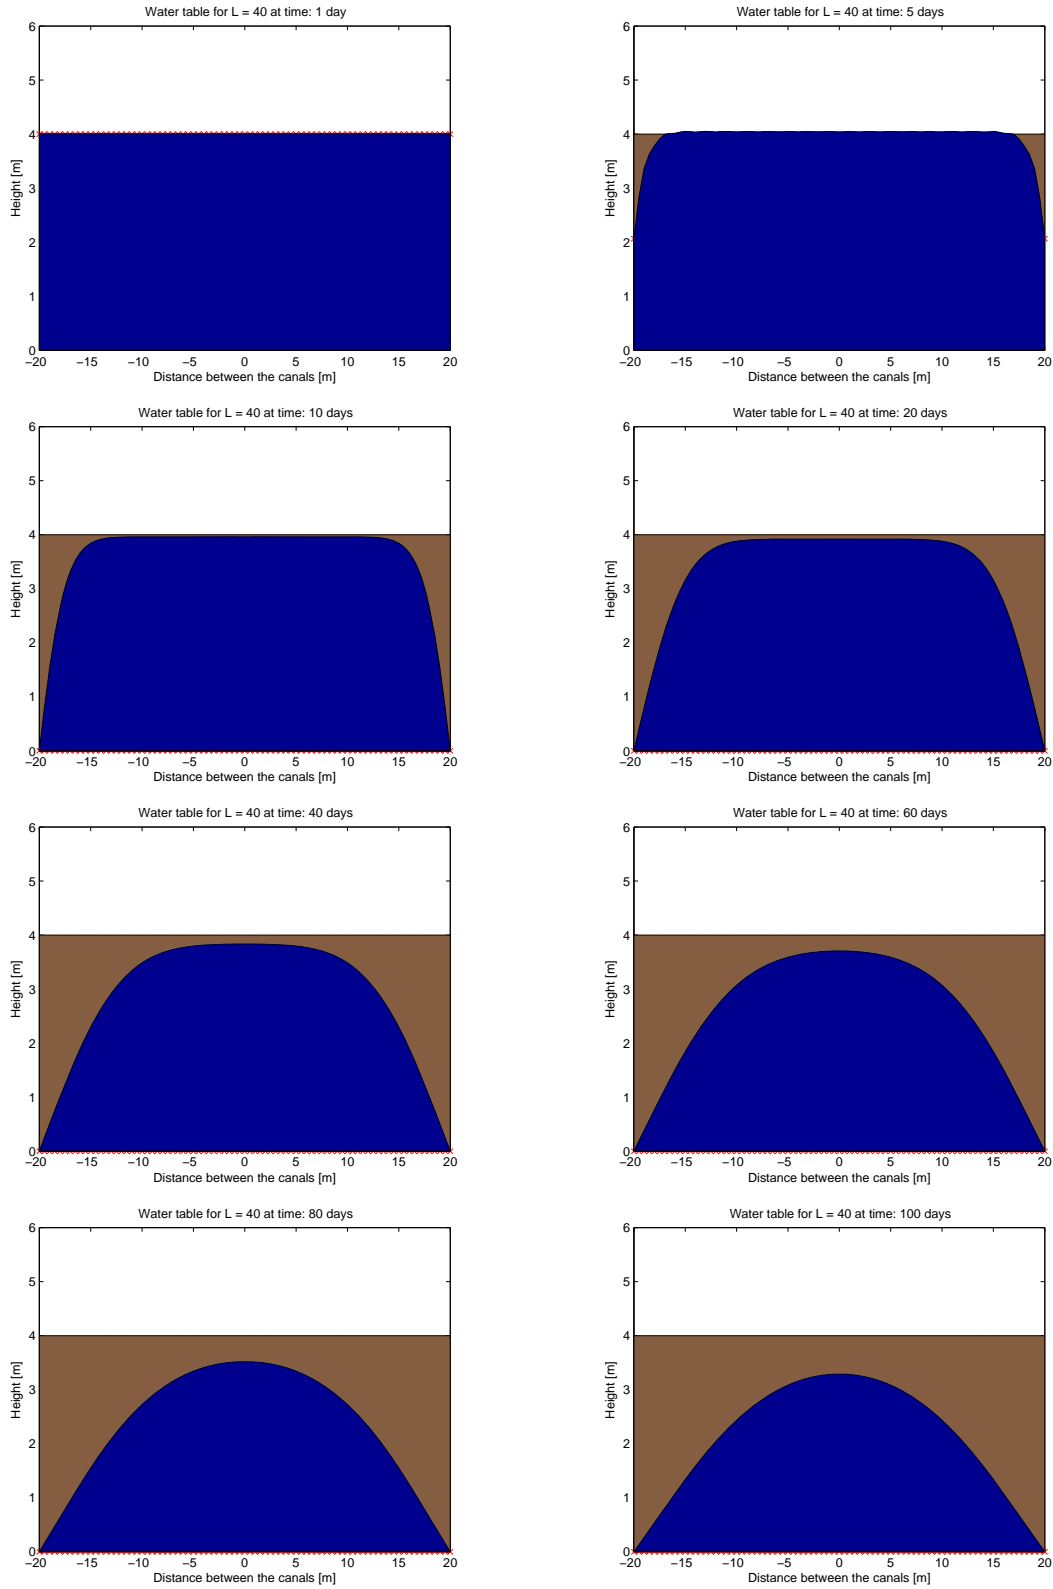 Water table for L = 40 at time: 1 day
6
5
4
3
2
1
0
Height [m]
−20 −15 −10 −5 0 5 10 15 20
Distance between the canals [m]
Water table for L = 40 at time: 5 days
6
5
4
3
2
1
0
Height [m]
−20 −15 −10 −5 0 5 10 15 20
Distance between the canals [m]
Water table for L = 40 at time: 10 days
6
5
4
3
2
1
0
Height [m]
−20 −15 −10 −5 0 5 10 15 20
Distance between the canals [m]
Water table for L = 40 at time: 20 days
6
5
4
3
2
1
0
Height [m]
−20 −15 −10 −5 0 5 10 15 20
Distance between the canals [m]
Water table for L = 40 at time: 40 days
6
5
4
3
2
1
0
Height [m]
−20 −15 −10 −5 0 5 10 15 20
Distance between the canals [m]
Water table for L = 40 at time: 60 days
6
5
4
3
2
1
0
Height [m]
−20 −15 −10 −5 0 5 10 15 20
Distance between the canals [m]
Water table for L = 40 at time: 80 days
6
5
4
3
2
1
0
Height [m]
−20 −15 −10 −5 0 5 10 15 20
Distance between the canals [m]
Water table for L = 40 at time: 100 days
6
5
4
3
2
1
0
Height [m]
−20 −15 −10 −5 0 5 10 15 20
Distance between the canals [m]